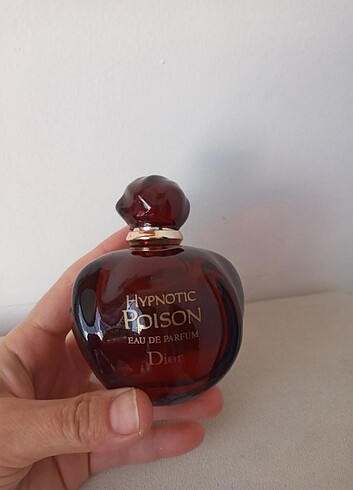 HYPNOTIC
POISON
EAU DE PARFUM
Dior